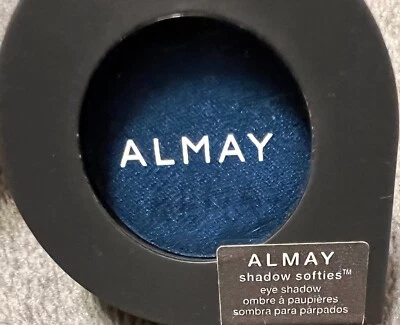 ALMAY
ALMAY
shadow softies™
eye shadow
ombre à paupières
sombra para párpados